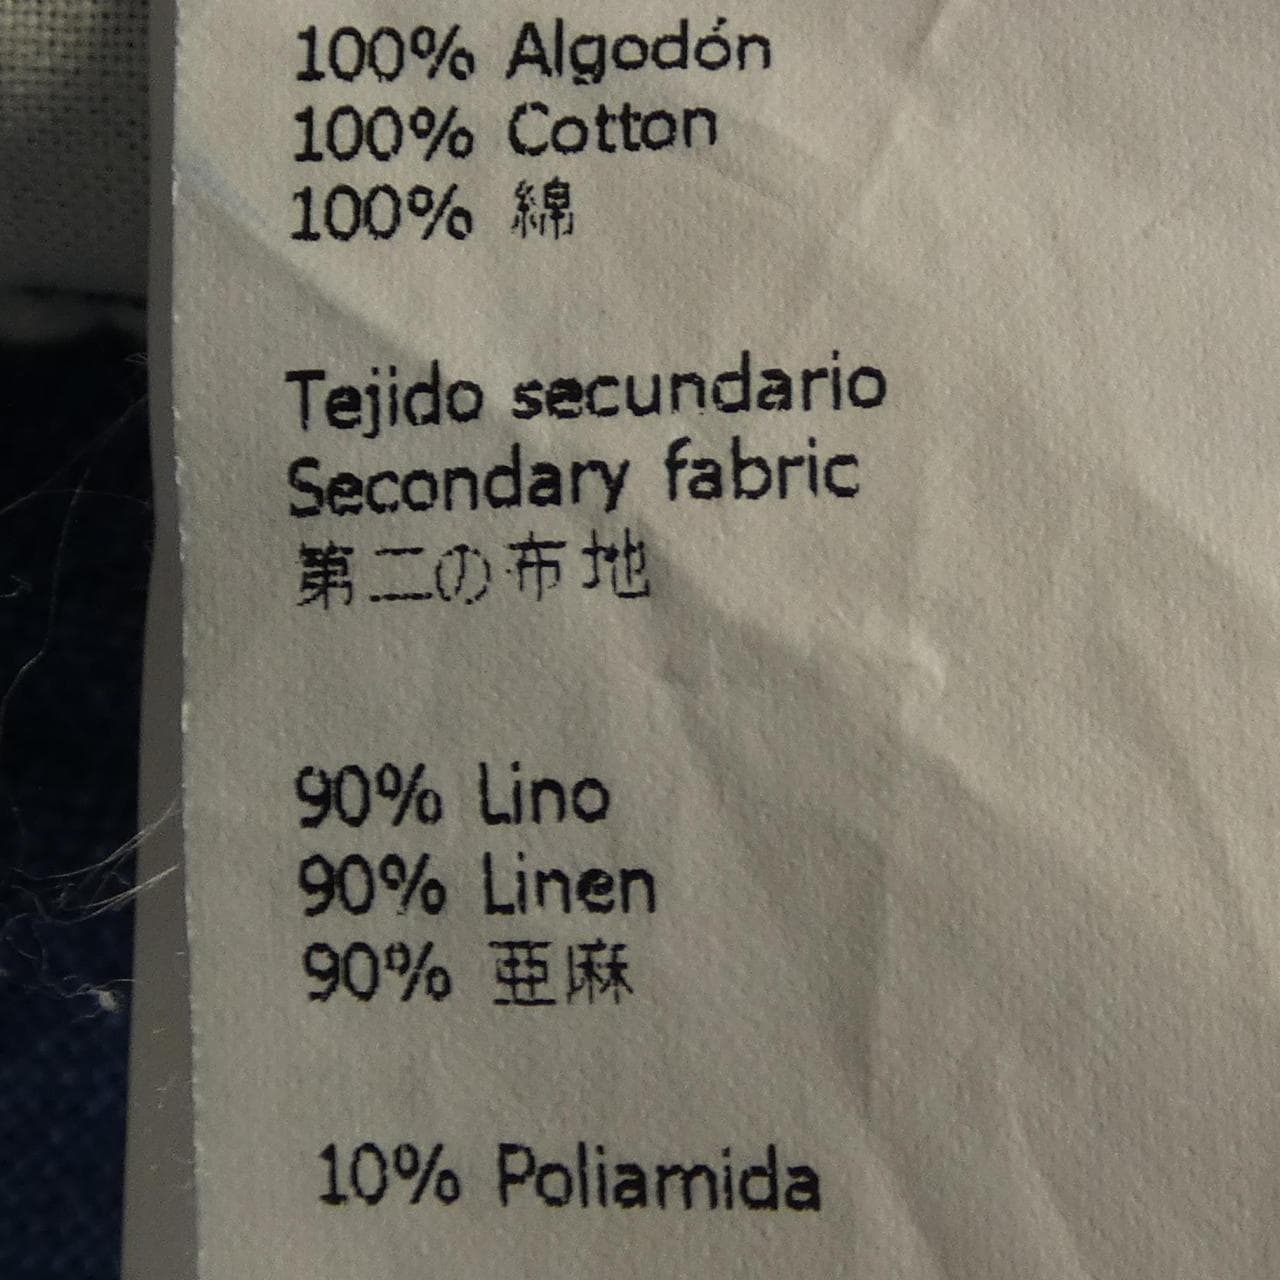 100% Algodón
100% Cotton
100% 綿
Tejido secundario
Secondary fabric
第二の布地
90% Lino
90% Linen
90% 亜麻
10% Poliamida